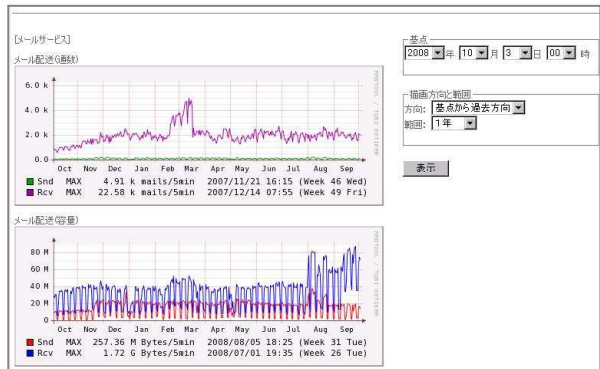 [メールサービス]
メール配送(通数)
6.0 k
4.0 k
2.0 k
0.0
Oct Nov Dec Jan Feb Mar Apr May Jun Jul Aug Sep
Snd MAX 4.91 k mails/5min 2007/11/21 16:15 (Week 46 Wed)
Rcv MAX 22.58 k mails/5min 2007/12/14 07:55 (Week 49 Fri)
RRDTOOL / TOBI OETIKER
メール配送(容量)
80 M
60 M
40 M
20 M
0
Oct Nov Dec Jan Feb Mar Apr May Jun Jul Aug Sep
Snd MAX 257.36 M Bytes/5min 2008/08/05 18:25 (Week 31 Tue)
Rcv MAX 1.72 G Bytes/5min 2008/07/01 19:35 (Week 26 Tue)
RRDTOOL / TOBI OETIKER
基点
2008 年 10 月 3 日 00 時
描画方向と範囲
方向: 基点から過去方向
範囲: 1年
表示